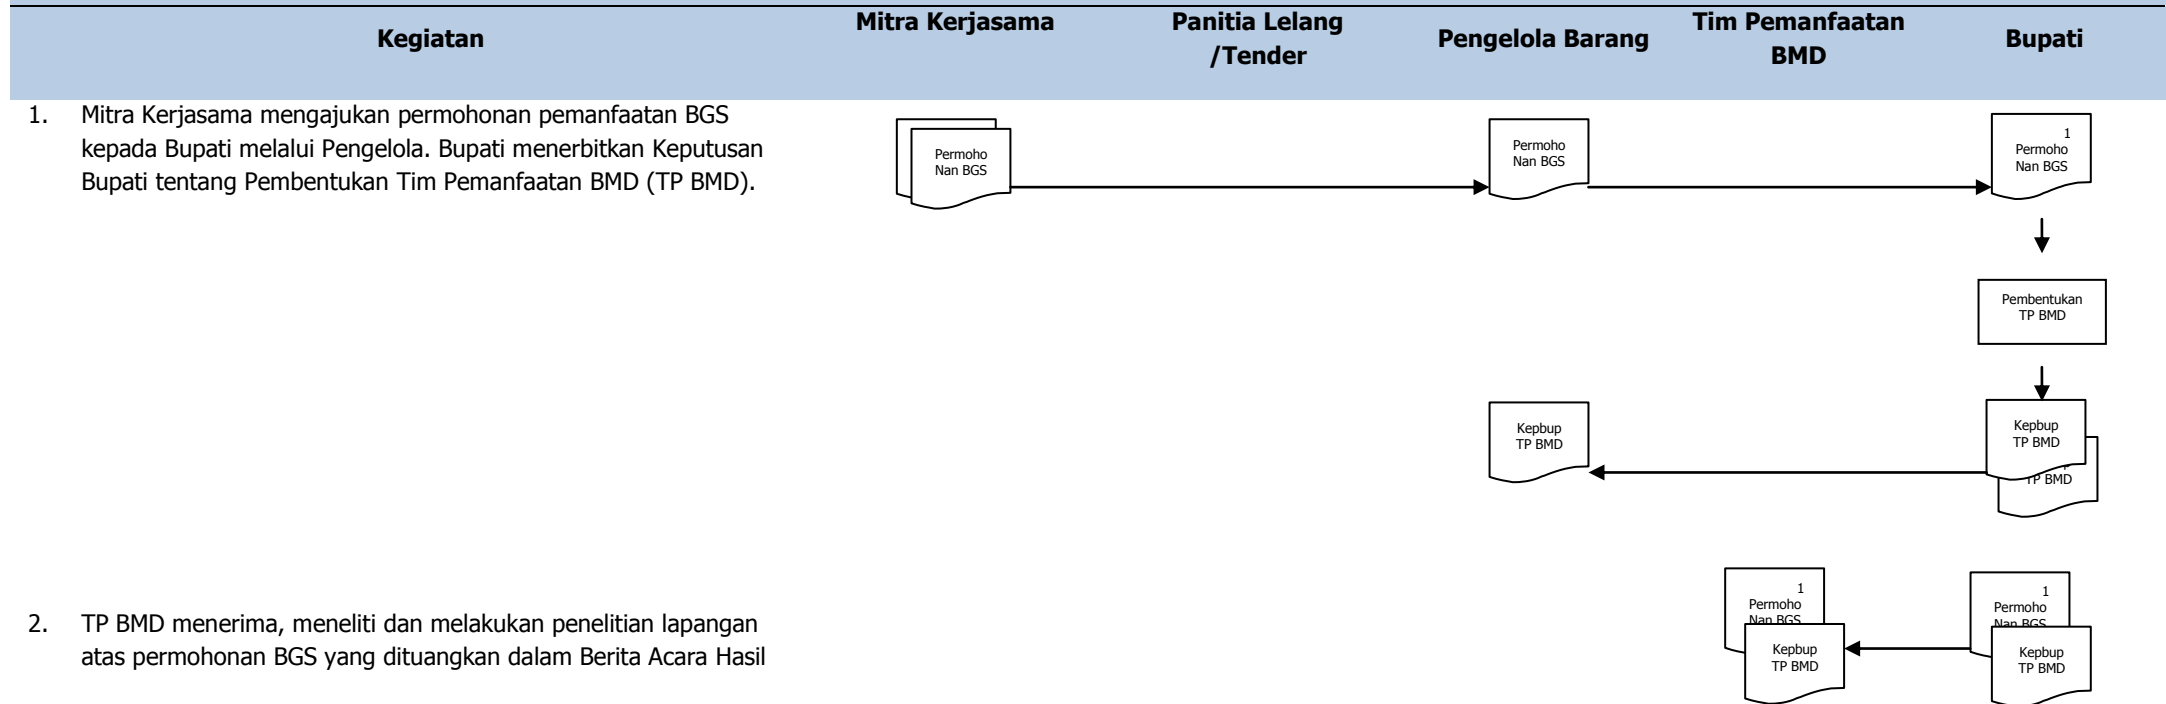 Kegiatan
Mitra Kerjasama
Panitia Lelang
/Tender
Pengelola Barang
Tim Pemanfaatan
BMD
Bupati
1. Mitra Kerjasama mengajukan permohonan pemanfaatan BGS
kepada Bupati melalui Pengelola. Bupati menerbitkan Keputusan
Bupati tentang Pembentukan Tim Pemanfaatan BMD (TP BMD).
Permoho
Nan BGS
Permoho
Nan BGS
1
Permoho
Nan BGS
Pembentukan
TP BMD
Kepbup
TP BMD
Kepbup
TP BMD
TP BMD
2. TP BMD menerima, meneliti dan melakukan penelitian lapangan
atas permohonan BGS yang dituangkan dalam Berita Acara Hasil
1
Permoho
Nan BGS
Kepbup
TP BMD
1
Permoho
Nan BGS
Kepbup
TP BMD